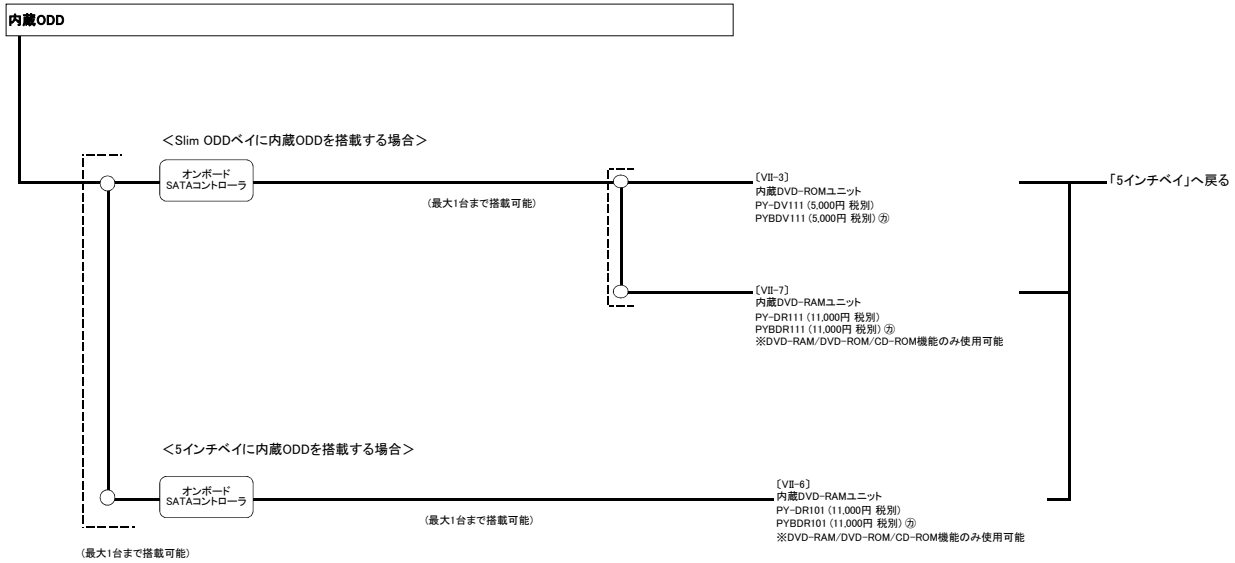 内蔵ODD
＜Slim ODDベイに内蔵ODDを搭載する場合＞
オンボード
SATAコントローラ
(最大1台まで搭載可能)
〔VII-3〕
内蔵DVD-ROMユニット
PY-DV111 (5,000円 税別)
PYBDV111 (5,000円 税別) ㋕
「5インチベイ」へ戻る
〔VII-7〕
内蔵DVD-RAMユニット
PY-DR111 (11,000円 税別)
PYBDR111 (11,000円 税別) ㋕
※DVD-RAM/DVD-ROM/CD-ROM機能のみ使用可能
＜5インチベイに内蔵ODDを搭載する場合＞
オンボード
SATAコントローラ
(最大1台まで搭載可能)
〔VII-6〕
内蔵DVD-RAMユニット
PY-DR101 (11,000円 税別)
PYBDR101 (11,000円 税別) ㋕
※DVD-RAM/DVD-ROM/CD-ROM機能のみ使用可能
(最大1台まで搭載可能)